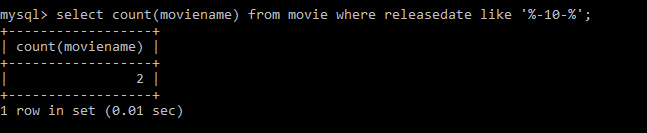 mysql> select count(moviename) from movie where releasedate like '%-10-%';
+------------------+
| count(moviename) |
+------------------+
|                2 |
+------------------+
1 row in set (0.01 sec)